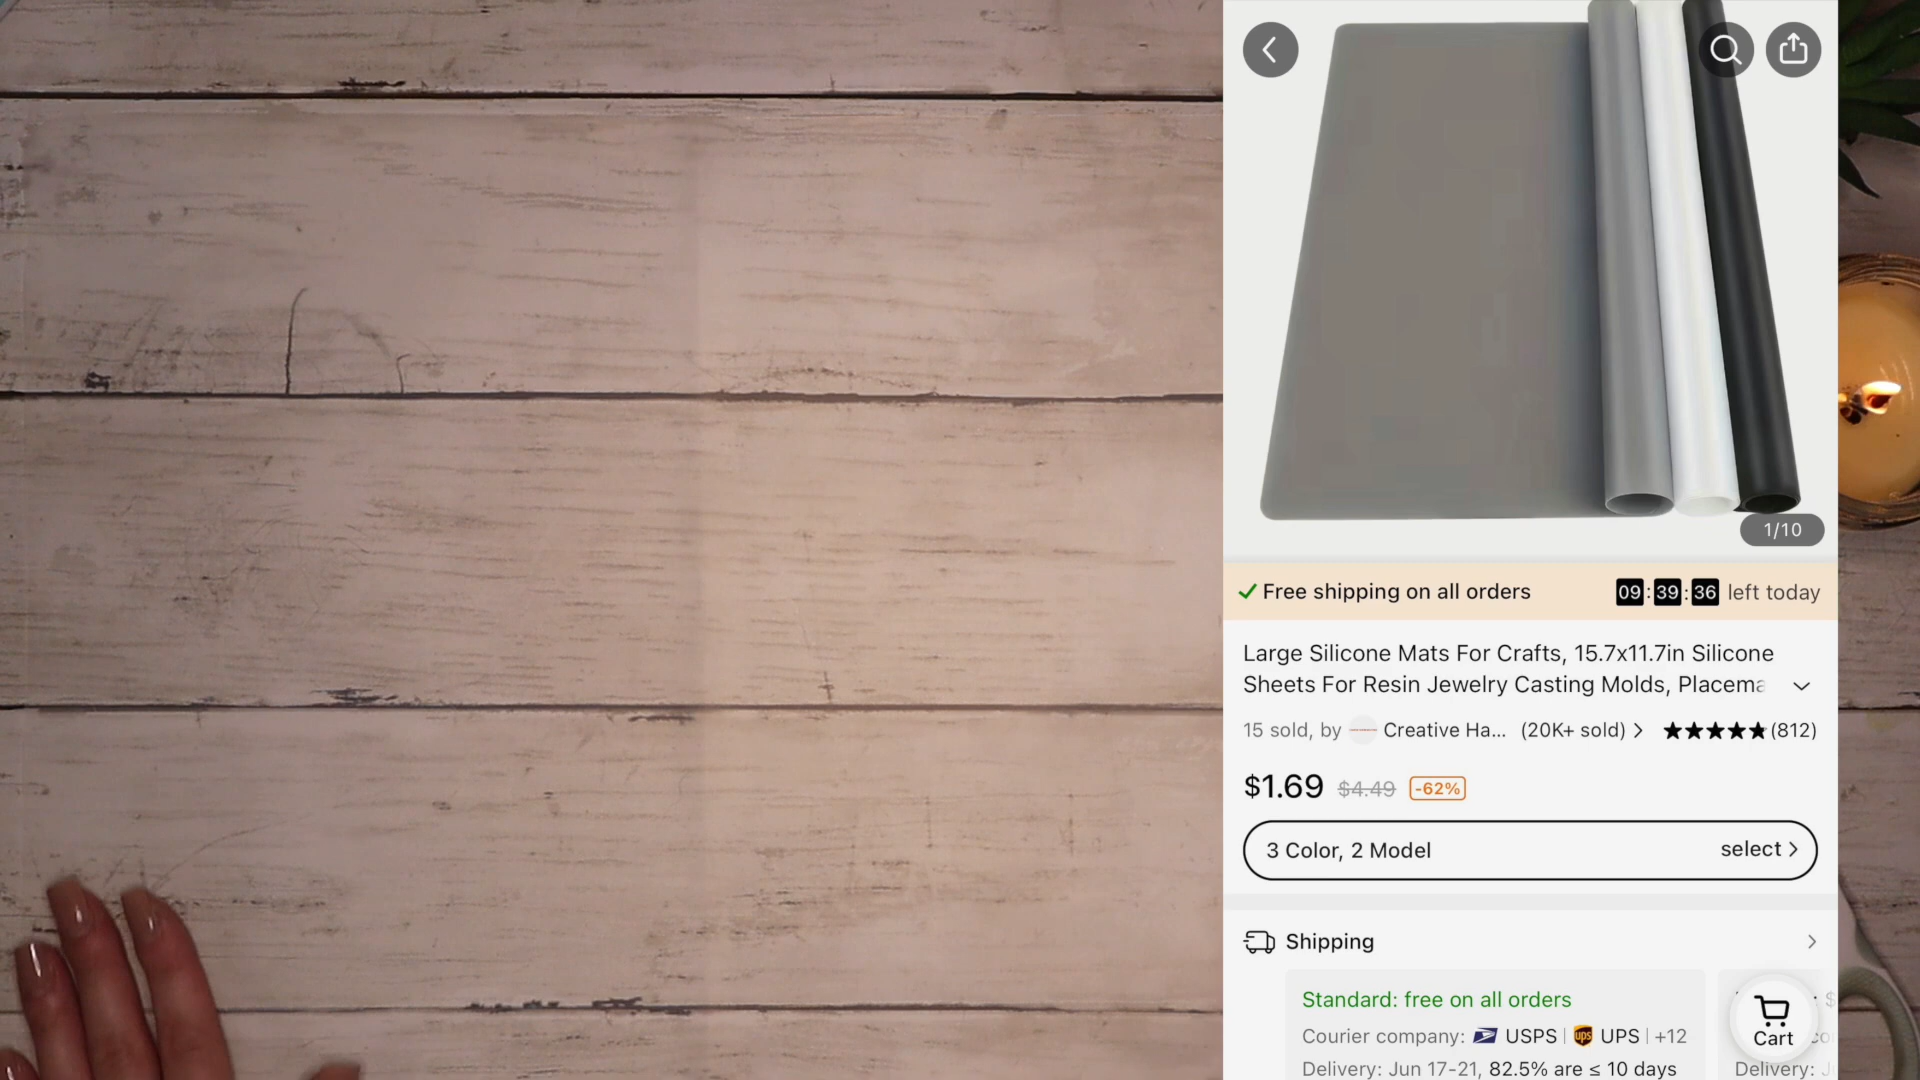 1/10
Free shipping on all orders 09:39:36 left today
Large Silicone Mats For Crafts, 15.7x11.7in Silicone
Sheets For Resin Jewelry Casting Molds, Placema
15 sold, by Creative Ha... (20K+ sold) (812)
$1.69 $4.49 -62%
3 Color, 2 Model select
Shipping
Standard: free on all orders
Courier company: USPS | ups UPS | +12
Delivery: Jun 17-21, 82.5% are ≤ 10 days
Delivery:
Cart